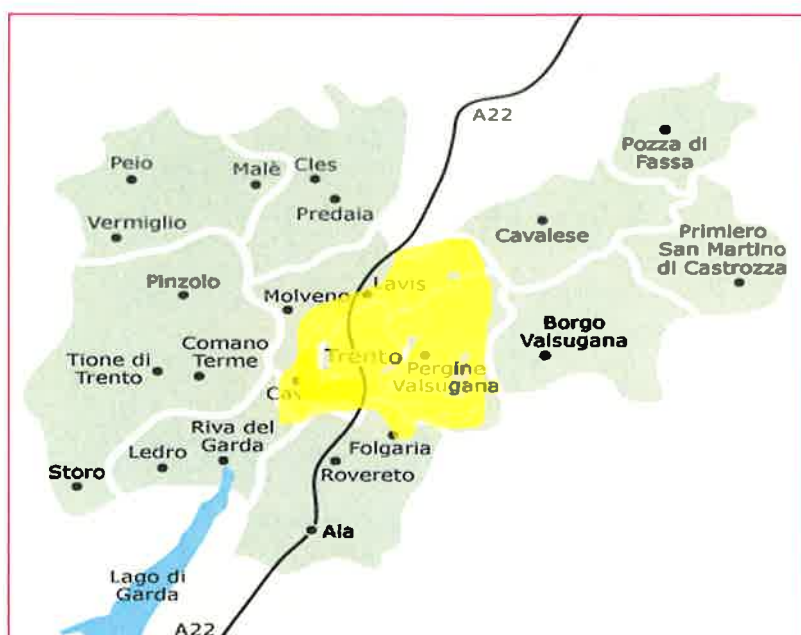 A22
Pozza di
Fassa
Peio
Malè
Cles
Predaia
Vermiglio
Cavalese
Primiero
San Martino
di Castrozza
Pinzolo
Molveno
Lavis
Borgo
Valsugana
Comano
Terme
Tione di
Trento
Trento
Pergine
Valsugana
Cav
Riva del
Garda
Ledro
Folgaria
Rovereto
Storo
Ala
Lago di
Garda
A22